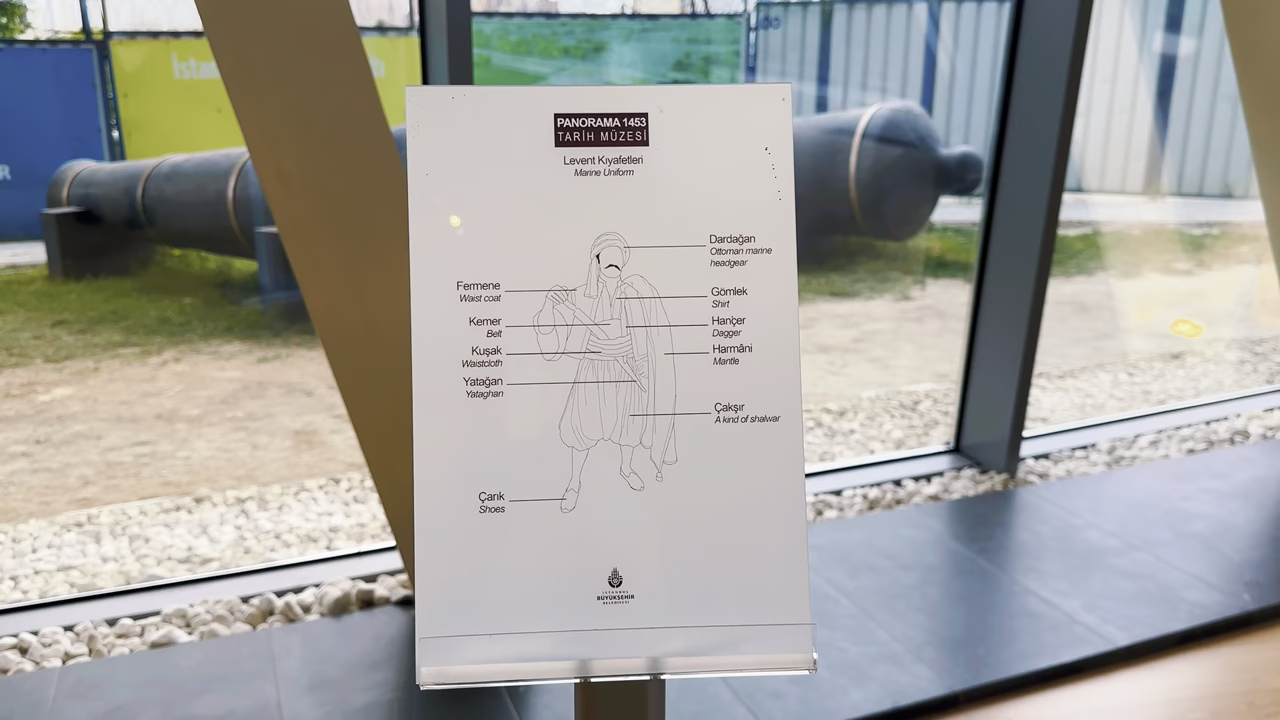 PANORAMA 1453
TARİH MÜZESİ
Levent Kıyafetleri
Marine Uniform
Dardağan
Ottoman marine
headgear
Fermene
Waist coat
Gömlek
Shirt
Kemer
Belt
Hançer
Dagger
Kuşak
Waistcloth
Harmâni
Mantle
Yatağan
Yataghan
Çakşır
A kind of shalwar
Çarık
Shoes
İSTANBUL
BÜYÜKŞEHİR
BELEDİYESİ